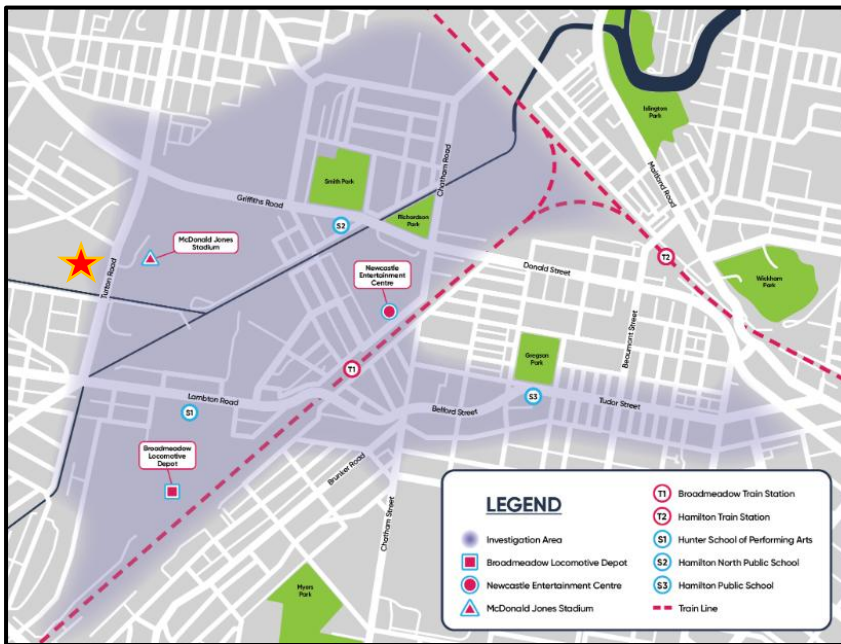 Islington
Park
Maitland Road
Chatham Road
Smith Park
Griffiths Road
Richardson
Park
S2
McDonald Jones
Stadium
Turton Road
T2
Donald Street
Newcastle
Entertainment
Centre
Wickham
Park
Beaumont Street
Gregson
Park
T1
Lambton Road
S1
S3
Tudor Street
Belford Street
Broadmeadow
Locomotive
Depot
Brunker Road
Chatham Street
Myers
Park
LEGEND
Investigation Area
Broadmeadow Locomotive Depot
Newcastle Entertainment Centre
McDonald Jones Stadium
T1 Broadmeadow Train Station
T2 Hamilton Train Station
S1 Hunter School of Performing Arts
S2 Hamilton North Public School
S3 Hamilton Public School
Train Line